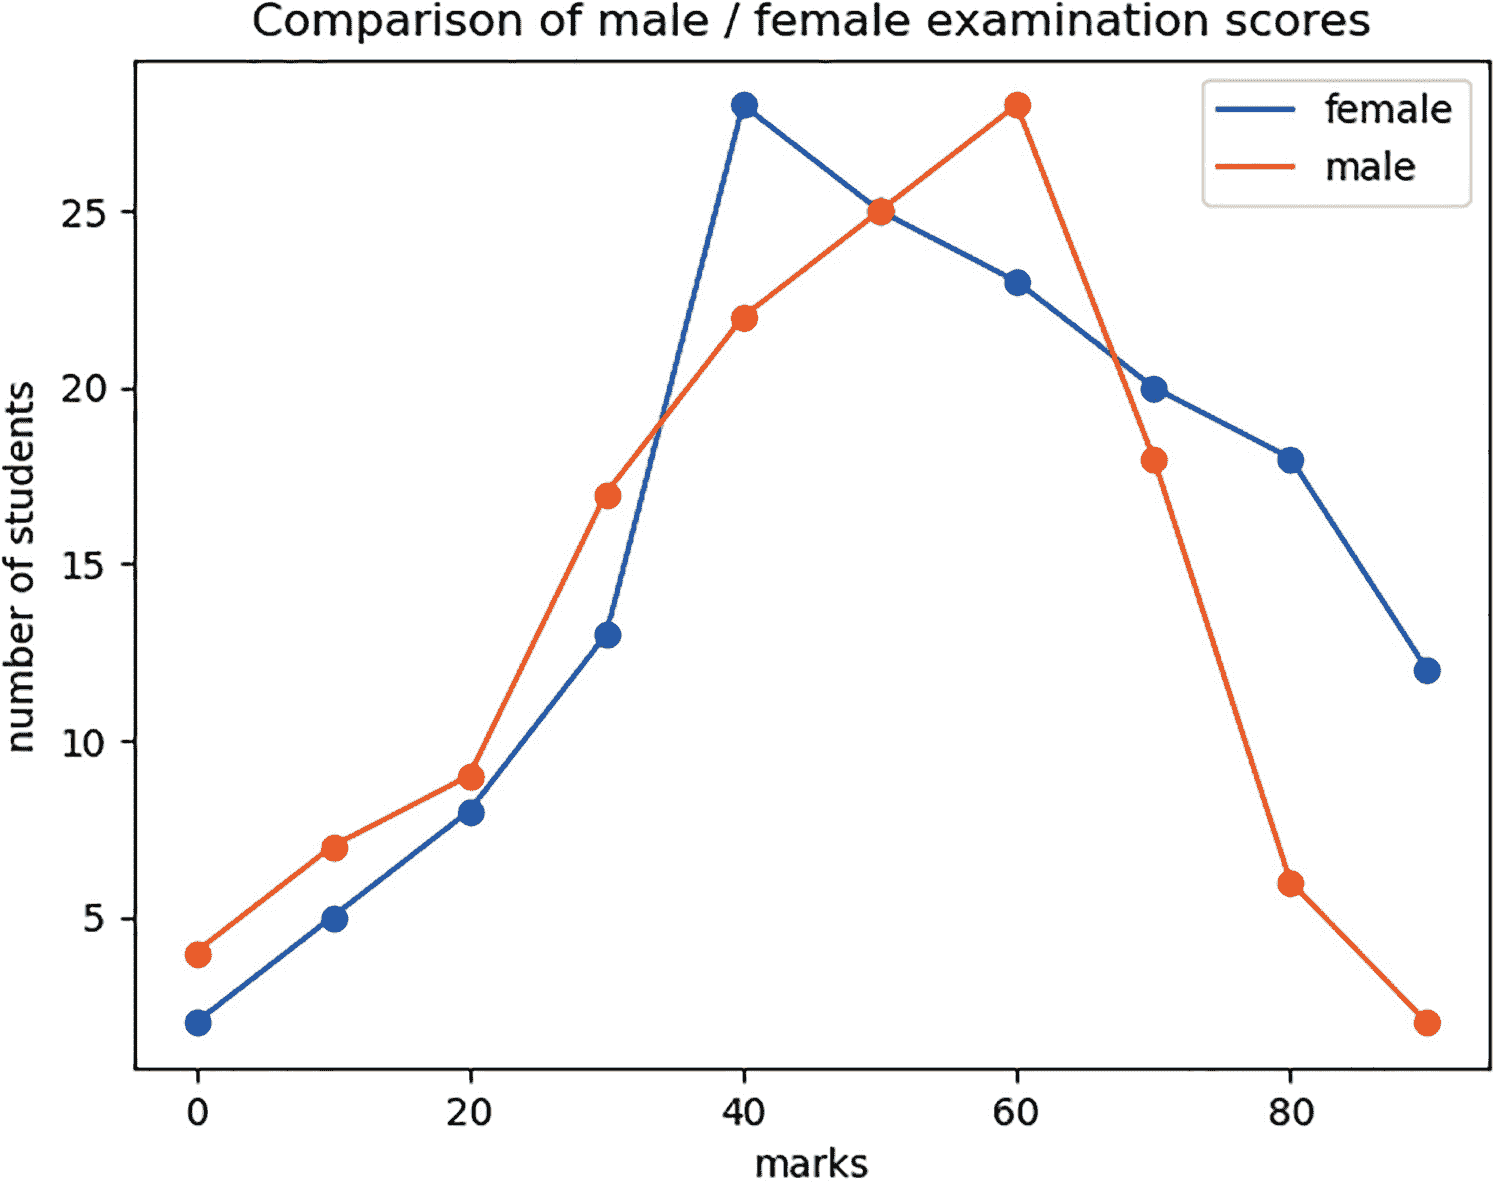 Comparison of male / female examination scores
female
male
25
20
15
10
5
number of students
0 20 40 60 80
marks